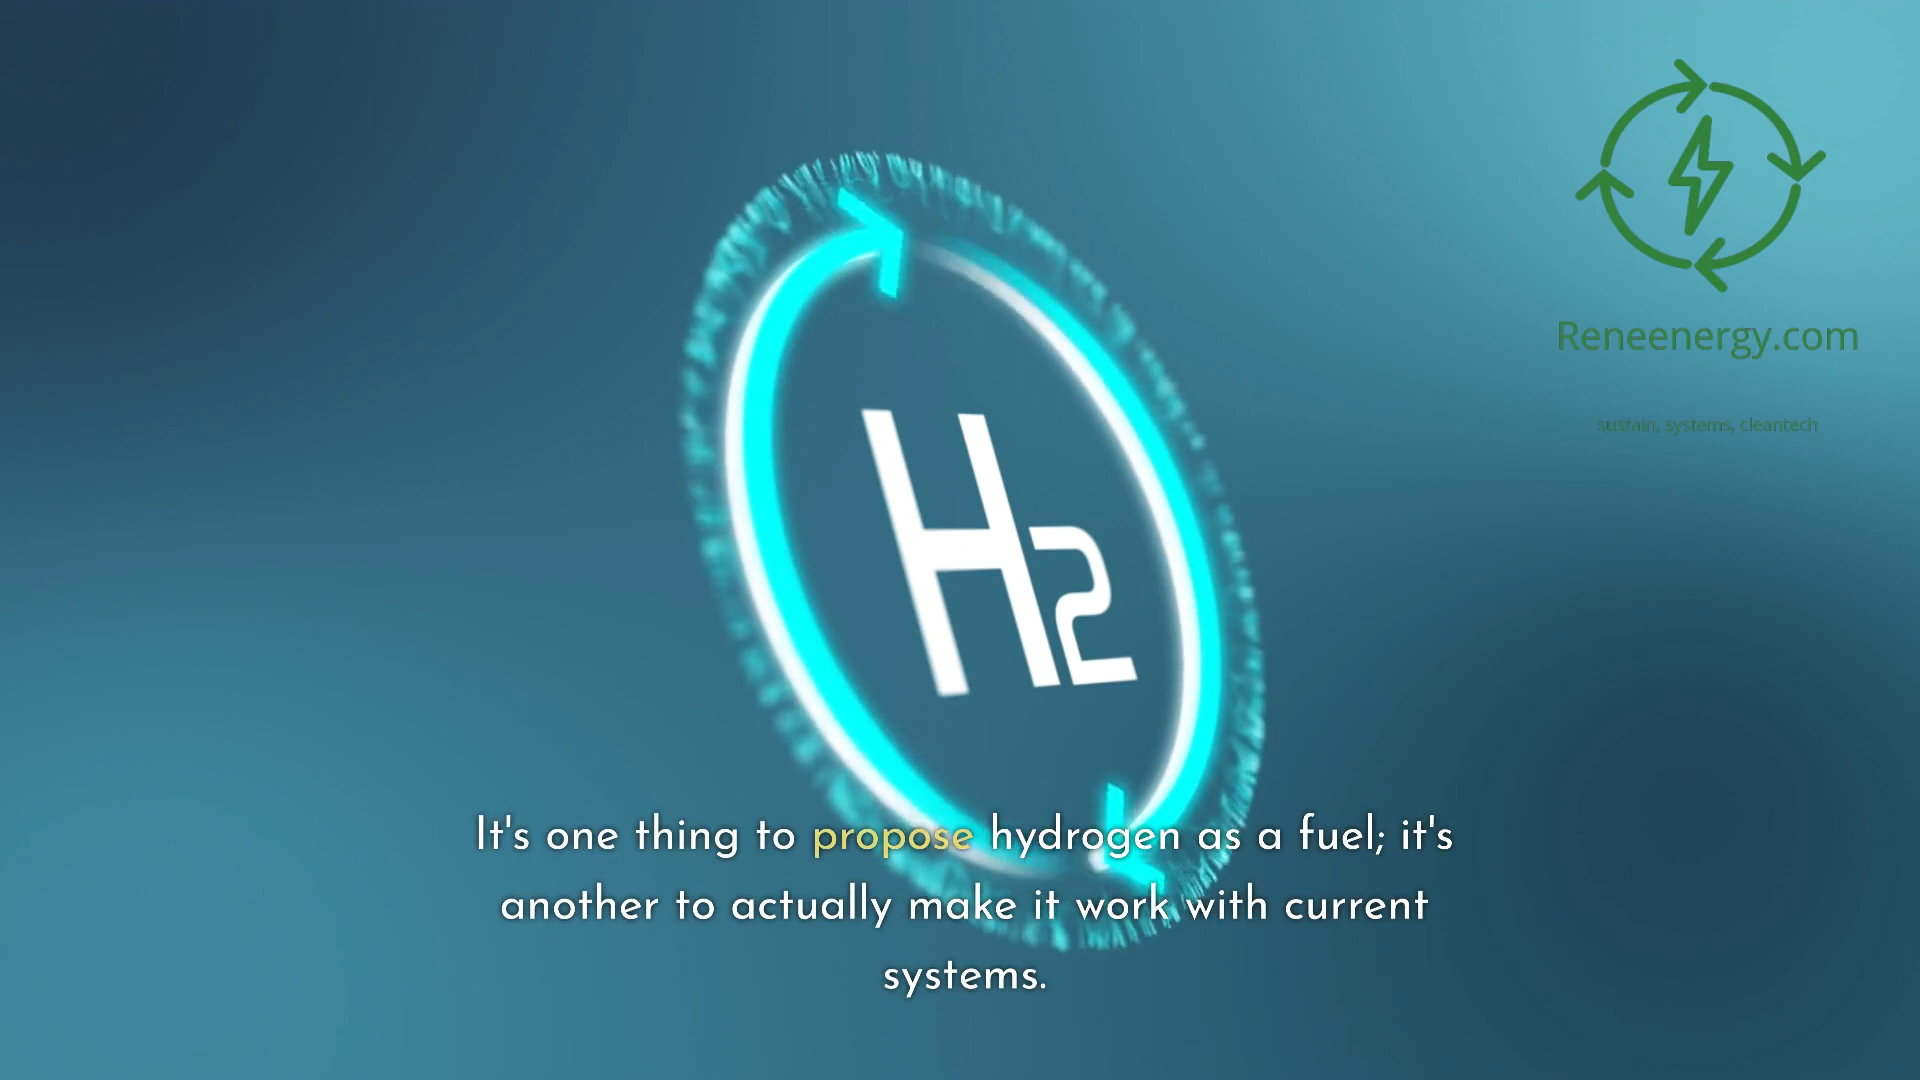 Reneenergy.com
sustain, systems, cleantech
H2
It's one thing to propose hydrogen as a fuel; it's
another to actually make it work with current
systems.